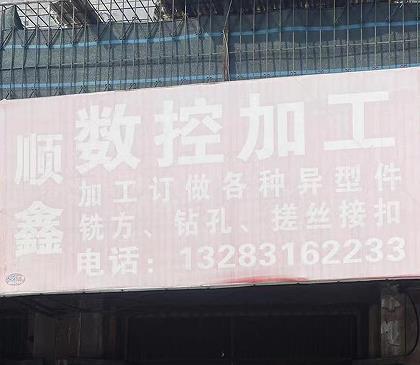 顺鑫
数控加工
加工订做各种异型件
铣方、钻孔、搓丝接扣
电话：13283162233